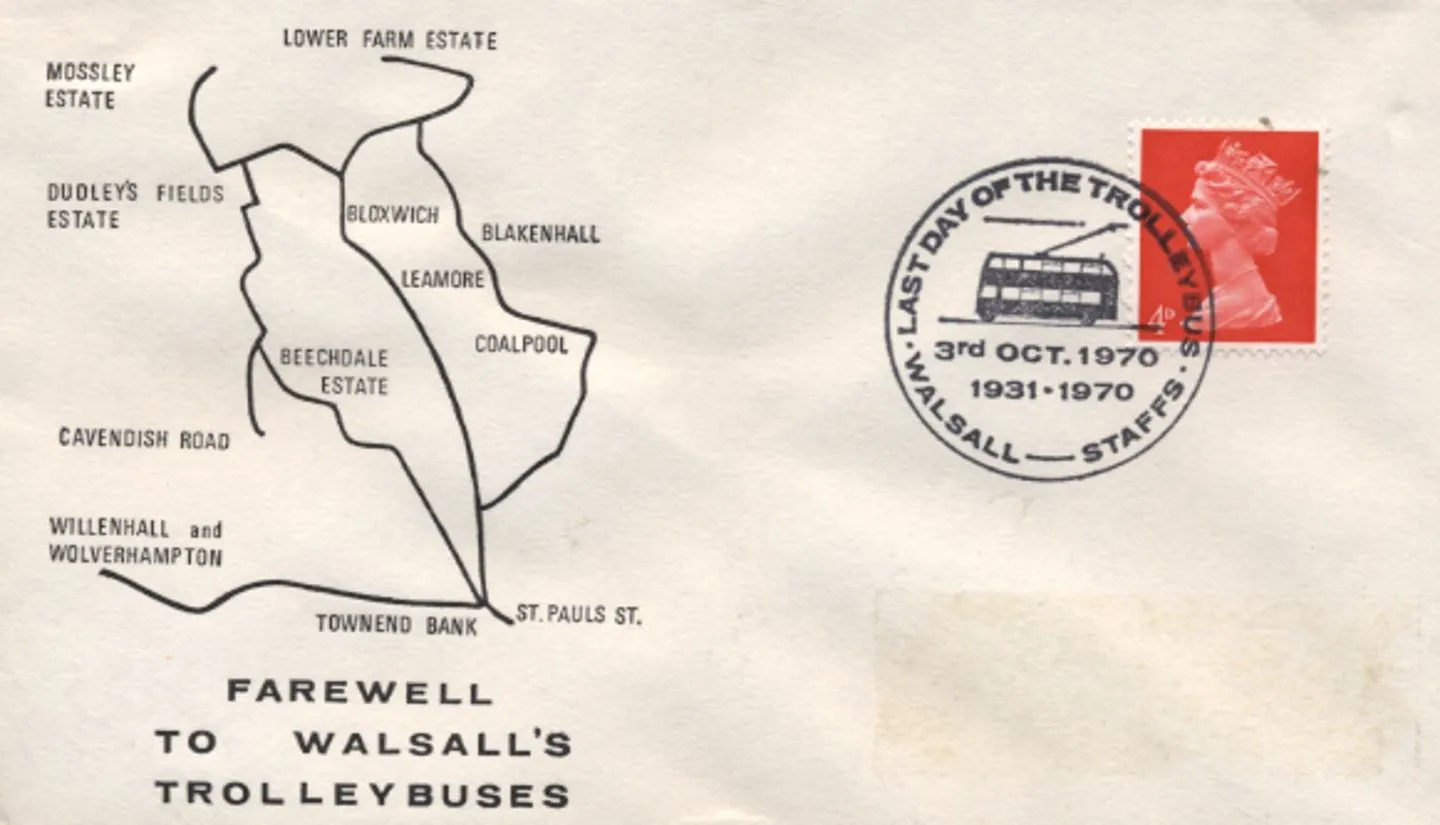 LOWER FARM ESTATE
MOSSLEY
ESTATE
DUDLEY'S FIELDS
ESTATE
BLOXWICH
BLAKENHALL
LEAMORE
COALPOOL
BEECHDALE
ESTATE
CAVENDISH ROAD
WILLENHALL and
WOLVERHAMPTON
TOWNEND BANK
ST. PAULS ST.
FAREWELL
TO WALSALL'S
TROLLEYBUSES
· LAST DAY OF THE TROLLEYBUS ·
3rd OCT. 1970
1931 · 1970
WALSALL — STAFFS
4D